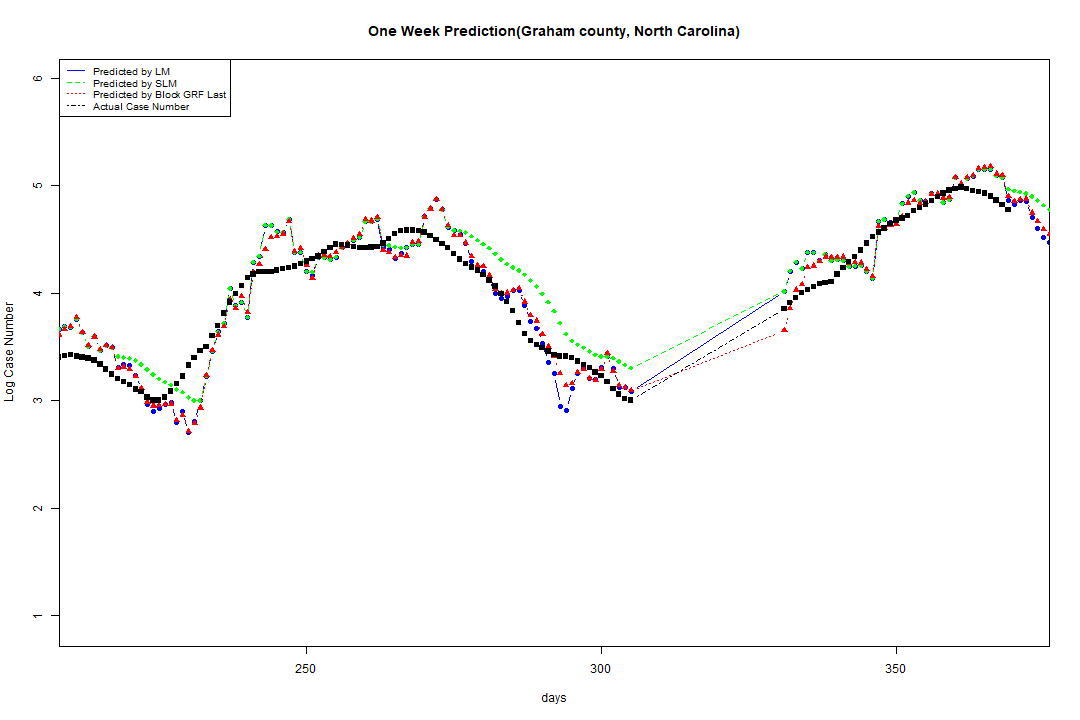 One Week Prediction(Graham county, North Carolina)
Predicted by LM
Predicted by SLM
Predicted by Block GRF Last
Actual Case Number
6
5
4
3
2
1
Log Case Number
250
300
350
days